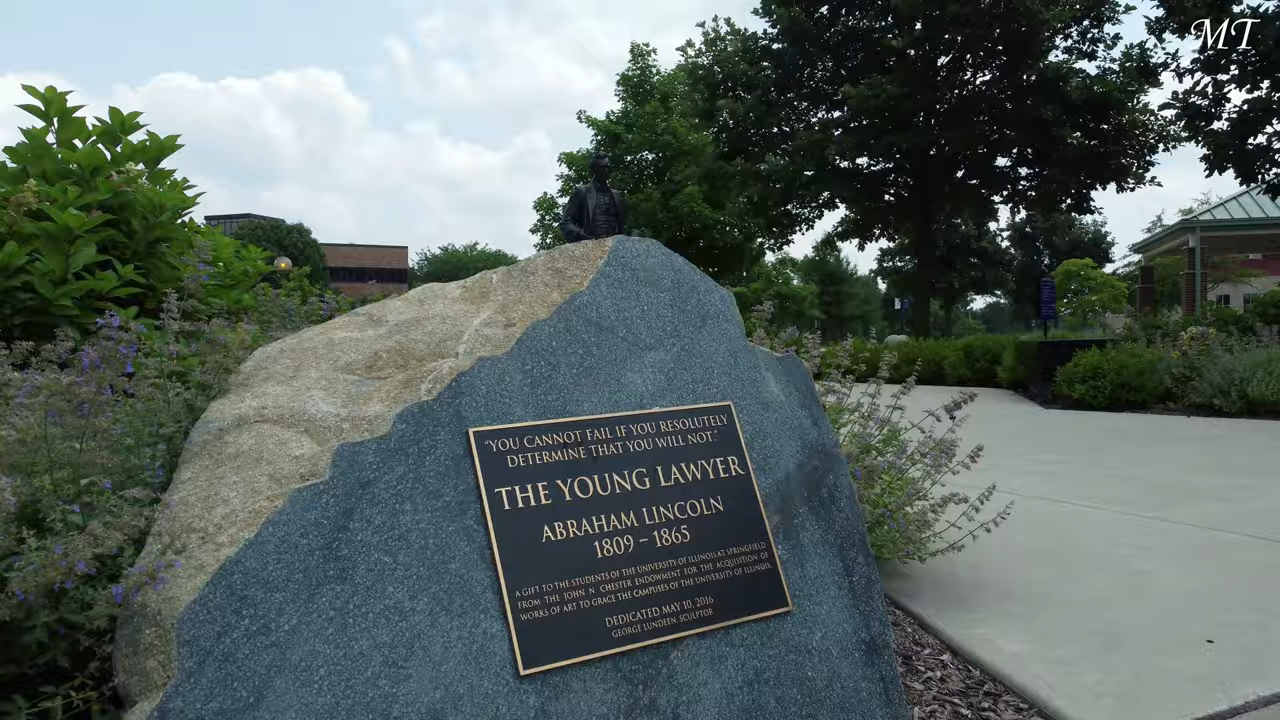 MT
"YOU CANNOT FAIL IF YOU RESOLUTELY
DETERMINE THAT YOU WILL NOT."
THE YOUNG LAWYER
ABRAHAM LINCOLN
1809 – 1865
A GIFT TO THE STUDENTS OF THE UNIVERSITY OF ILLINOIS AT SPRINGFIELD
FROM THE JOHN N. CHESTER ENDOWMENT FOR THE ACQUISITION OF
WORKS OF ART TO GRACE THE CAMPUSES OF THE UNIVERSITY OF ILLINOIS.
DEDICATED MAY 10, 2016
GEORGE LUNDEEN, SCULPTOR